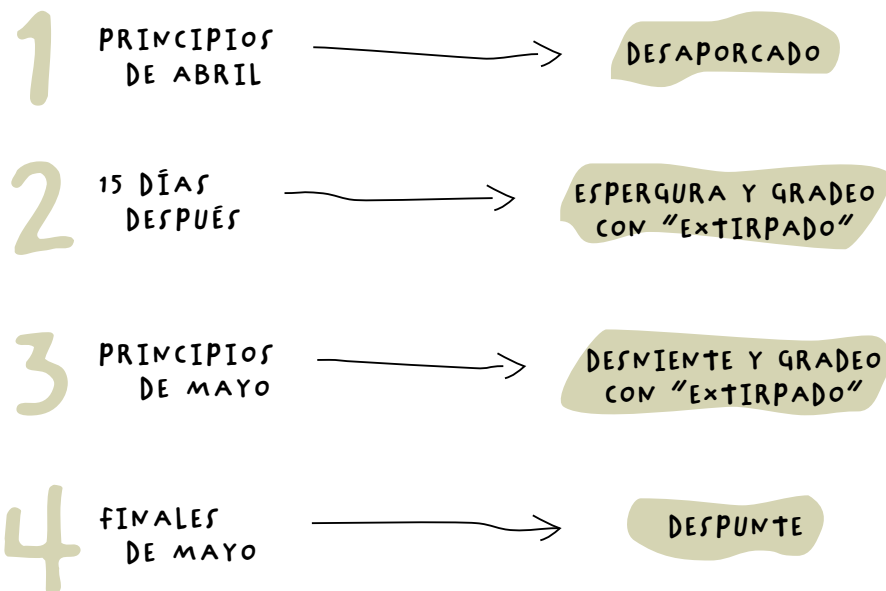 1
PRINCIPIOS
DE ABRIL
DESAPORCADO
2
15 DÍAS
DESPUÉS
ESPERGURA Y GRADEO
CON "EXTIRPADO"
3
PRINCIPIOS
DE MAYO
DESNIENTE Y GRADEO
CON "EXTIRPADO"
4
FINALES
DE MAYO
DESPUNTE